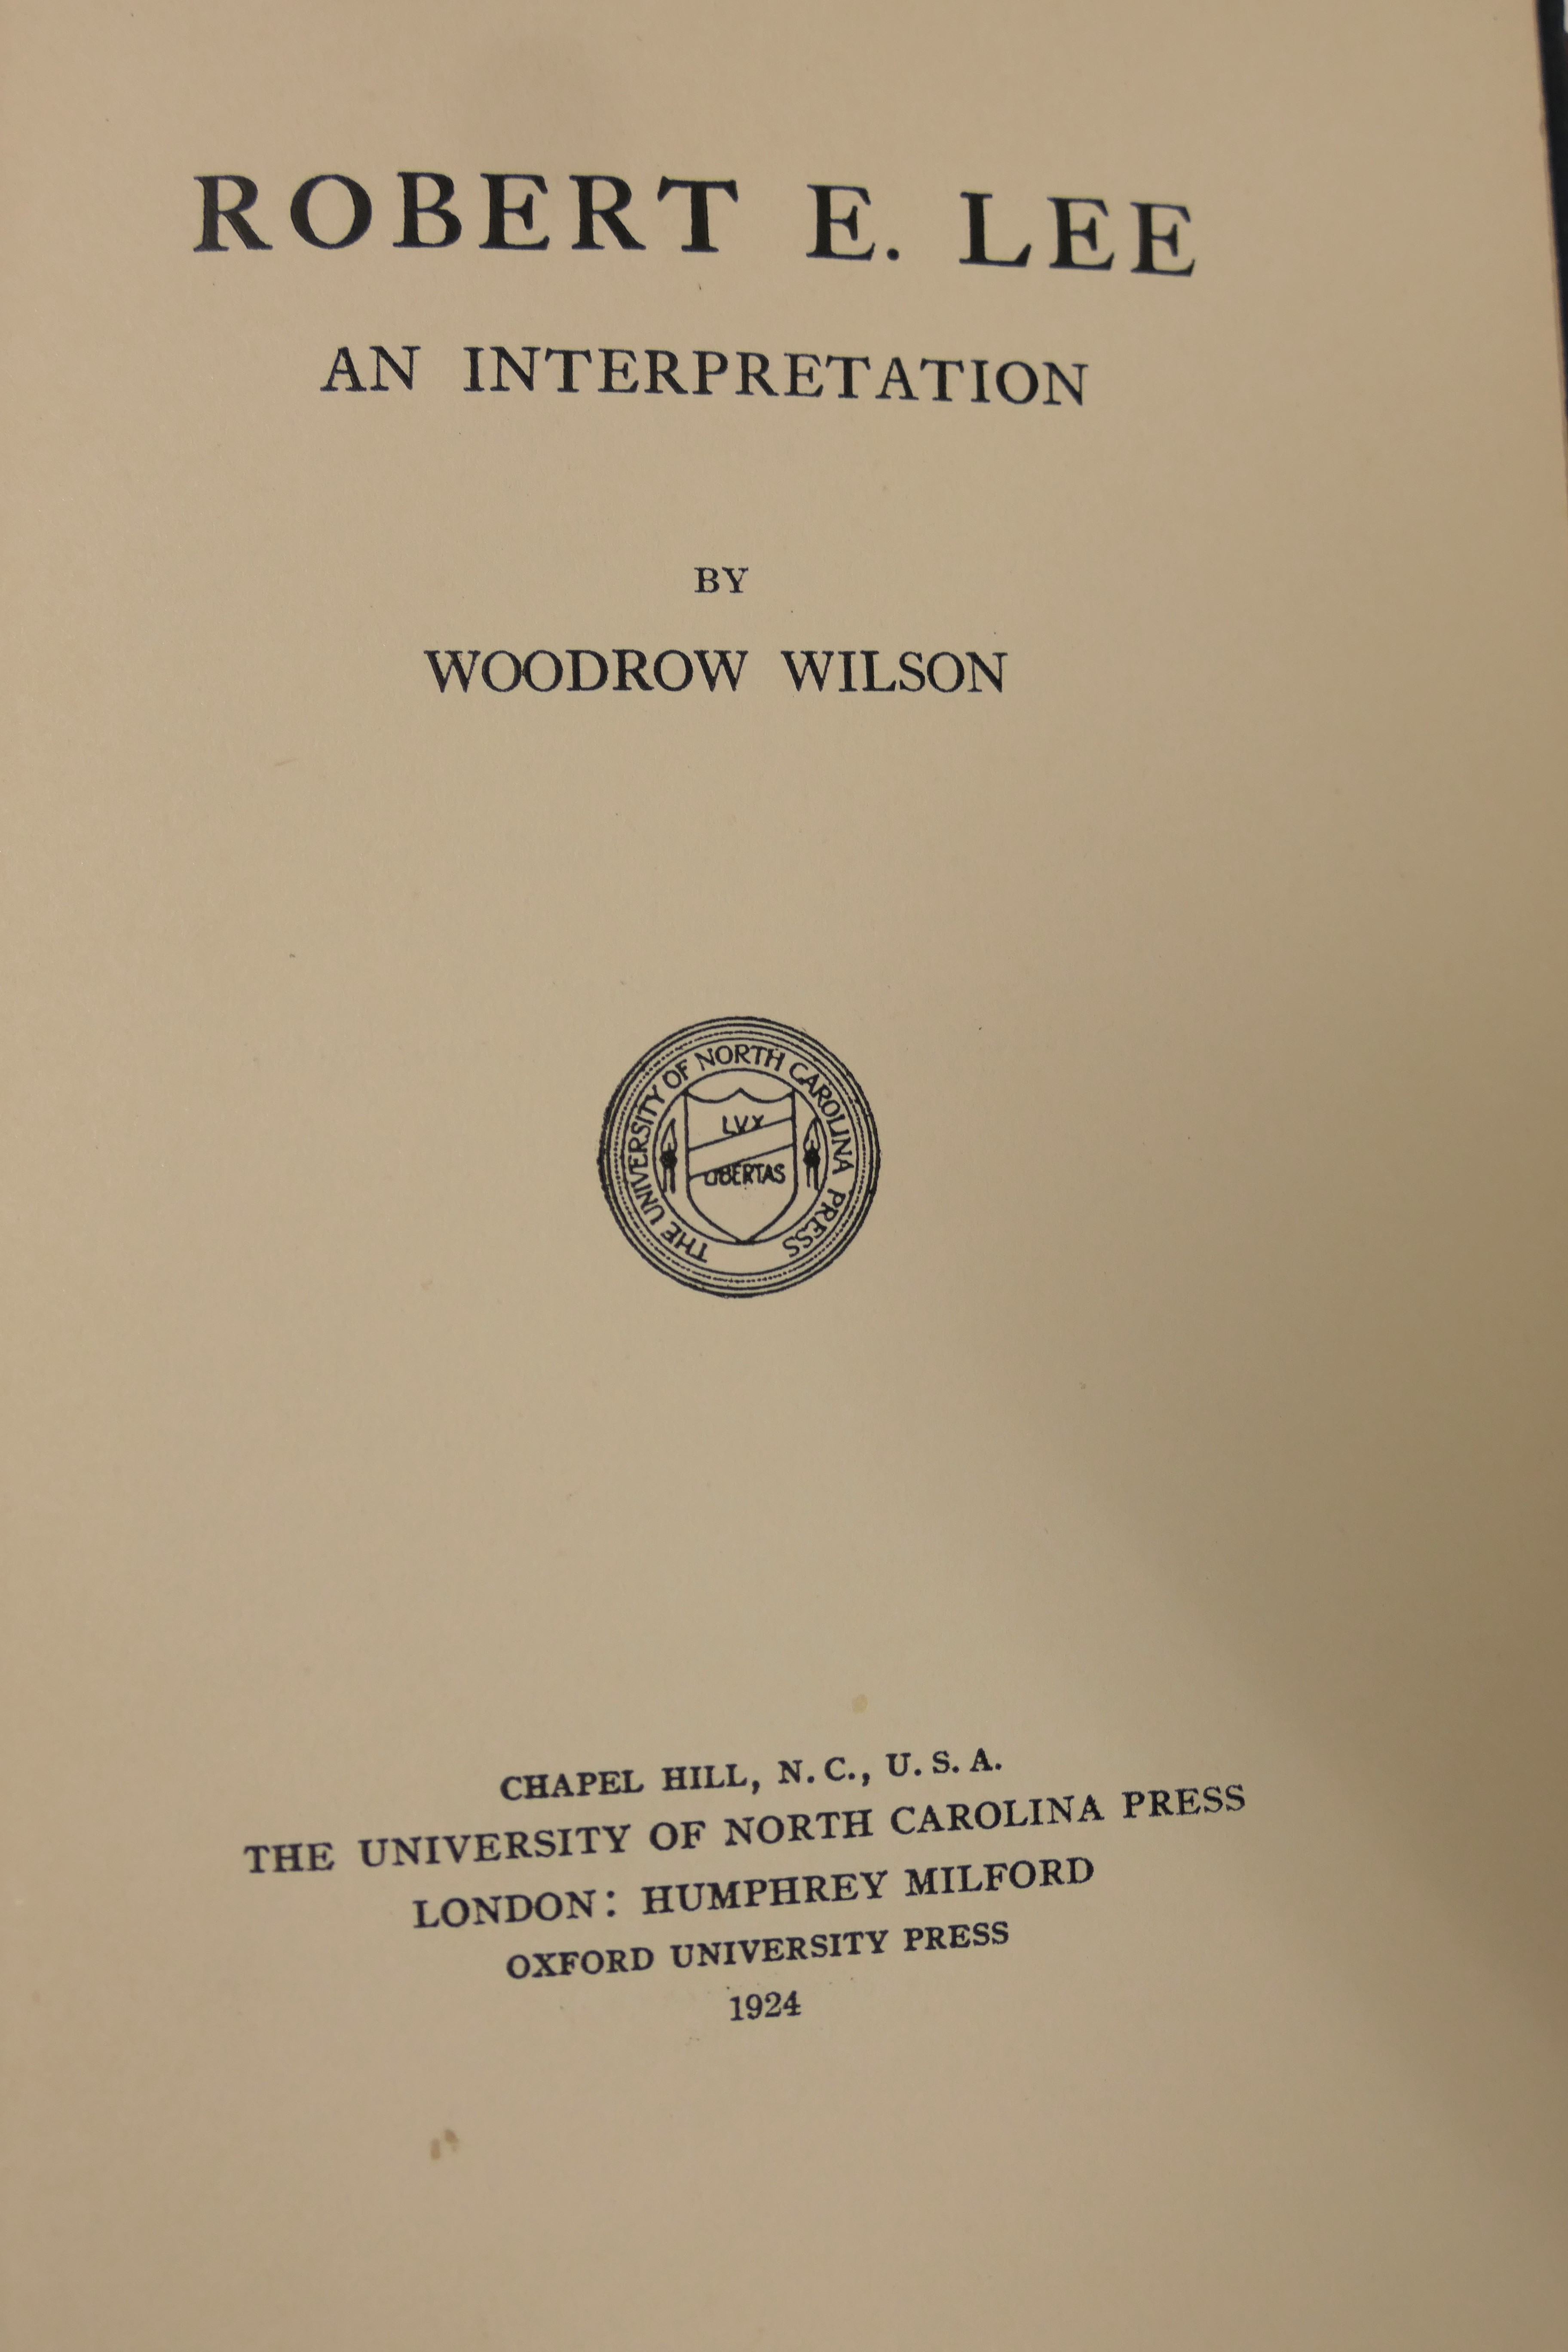 ROBERT E. LEE
AN INTERPRETATION
BY
WOODROW WILSON
THE UNIVERSITY OF NORTH CAROLINA PRESS
LVX
LIBERTAS
CHAPEL HILL, N. C., U. S. A.
THE UNIVERSITY OF NORTH CAROLINA PRESS
LONDON: HUMPHREY MILFORD
OXFORD UNIVERSITY PRESS
1924